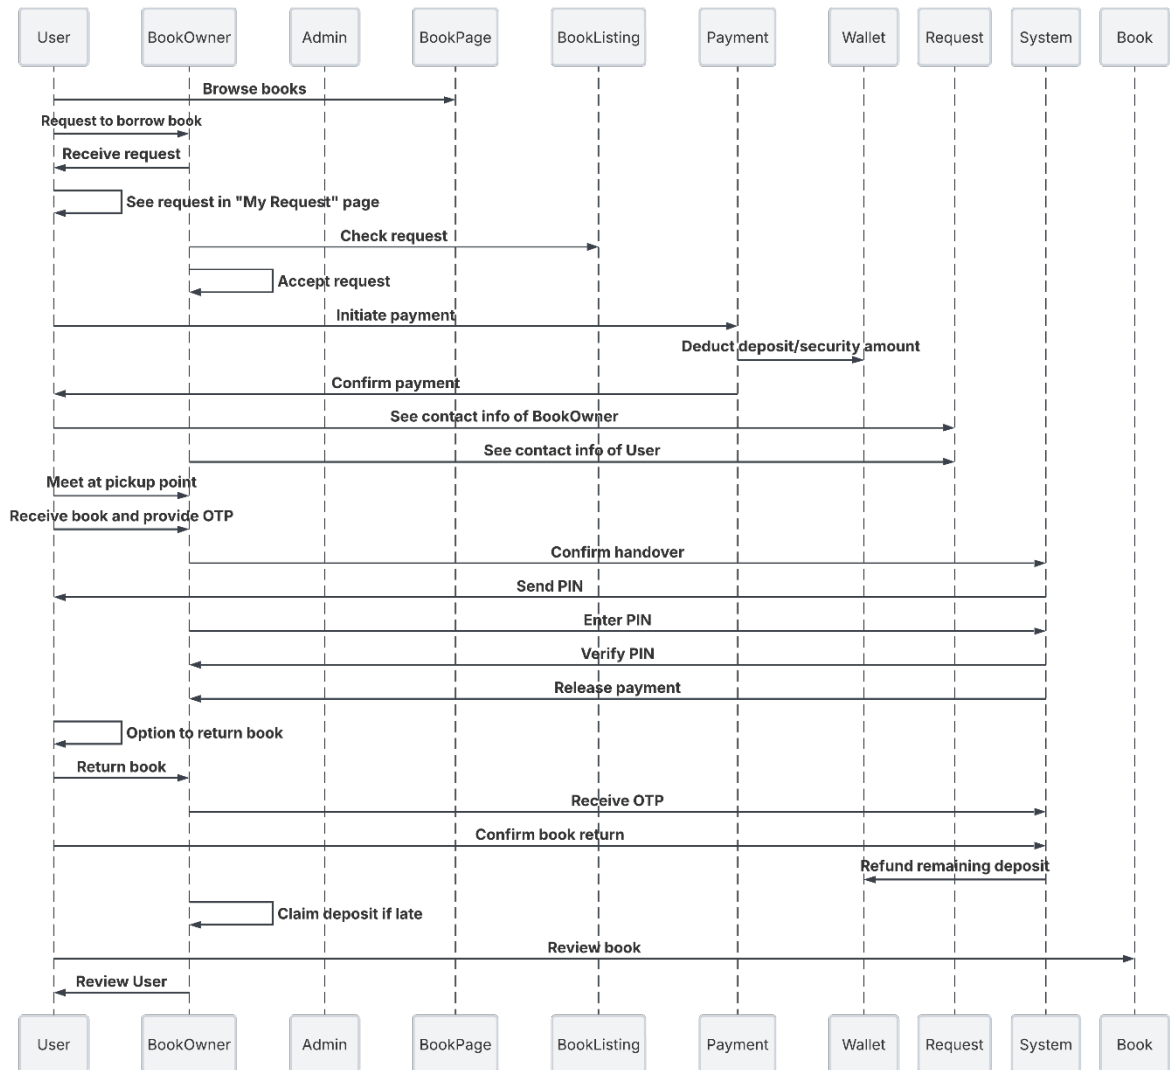 User BookOwner Admin BookPage BookListing Payment Wallet Request System Book
Browse books
Request to borrow book
Receive request
See request in "My Request" page
Check request
Accept request
Initiate payment
Deduct deposit/security amount
Confirm payment
See contact info of BookOwner
See contact info of User
Meet at pickup point
Receive book and provide OTP
Confirm handover
Send PIN
Enter PIN
Verify PIN
Release payment
Option to return book
Return book
Receive OTP
Confirm book return
Refund remaining deposit
Claim deposit if late
Review book
Review User
User BookOwner Admin BookPage BookListing Payment Wallet Request System Book